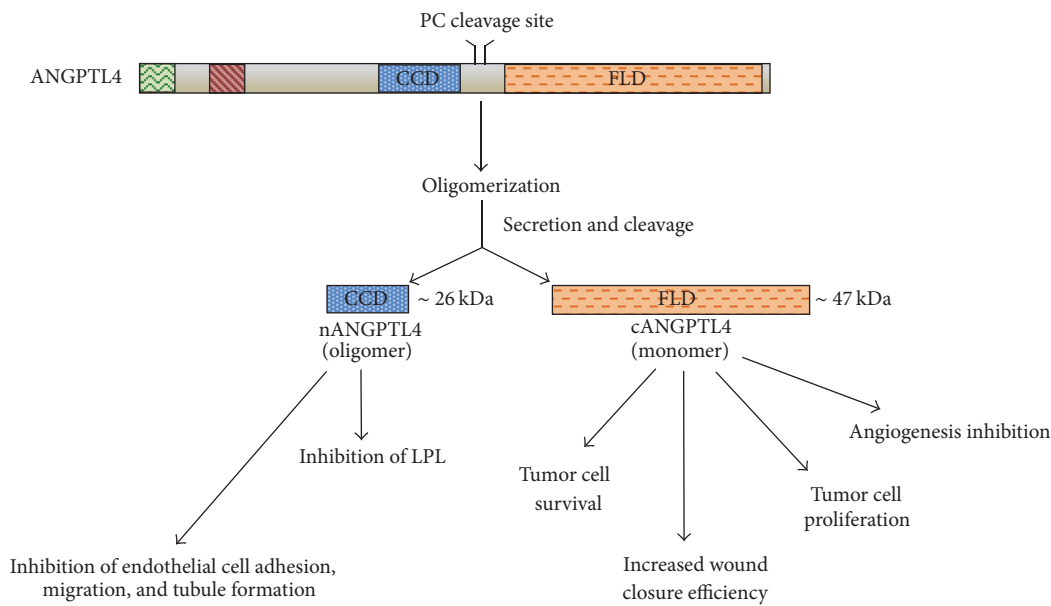 PC cleavage site
ANGPTL4
CCD
FLD
Oligomerization
Secretion and cleavage
CCD
~ 26 kDa
FLD
~ 47 kDa
nANGPTL4
(oligomer)
cANGPTL4
(monomer)
Angiogenesis inhibition
Inhibition of LPL
Tumor cell
survival
Tumor cell
proliferation
Inhibition of endothelial cell adhesion,
migration, and tubule formation
Increased wound
closure efficiency